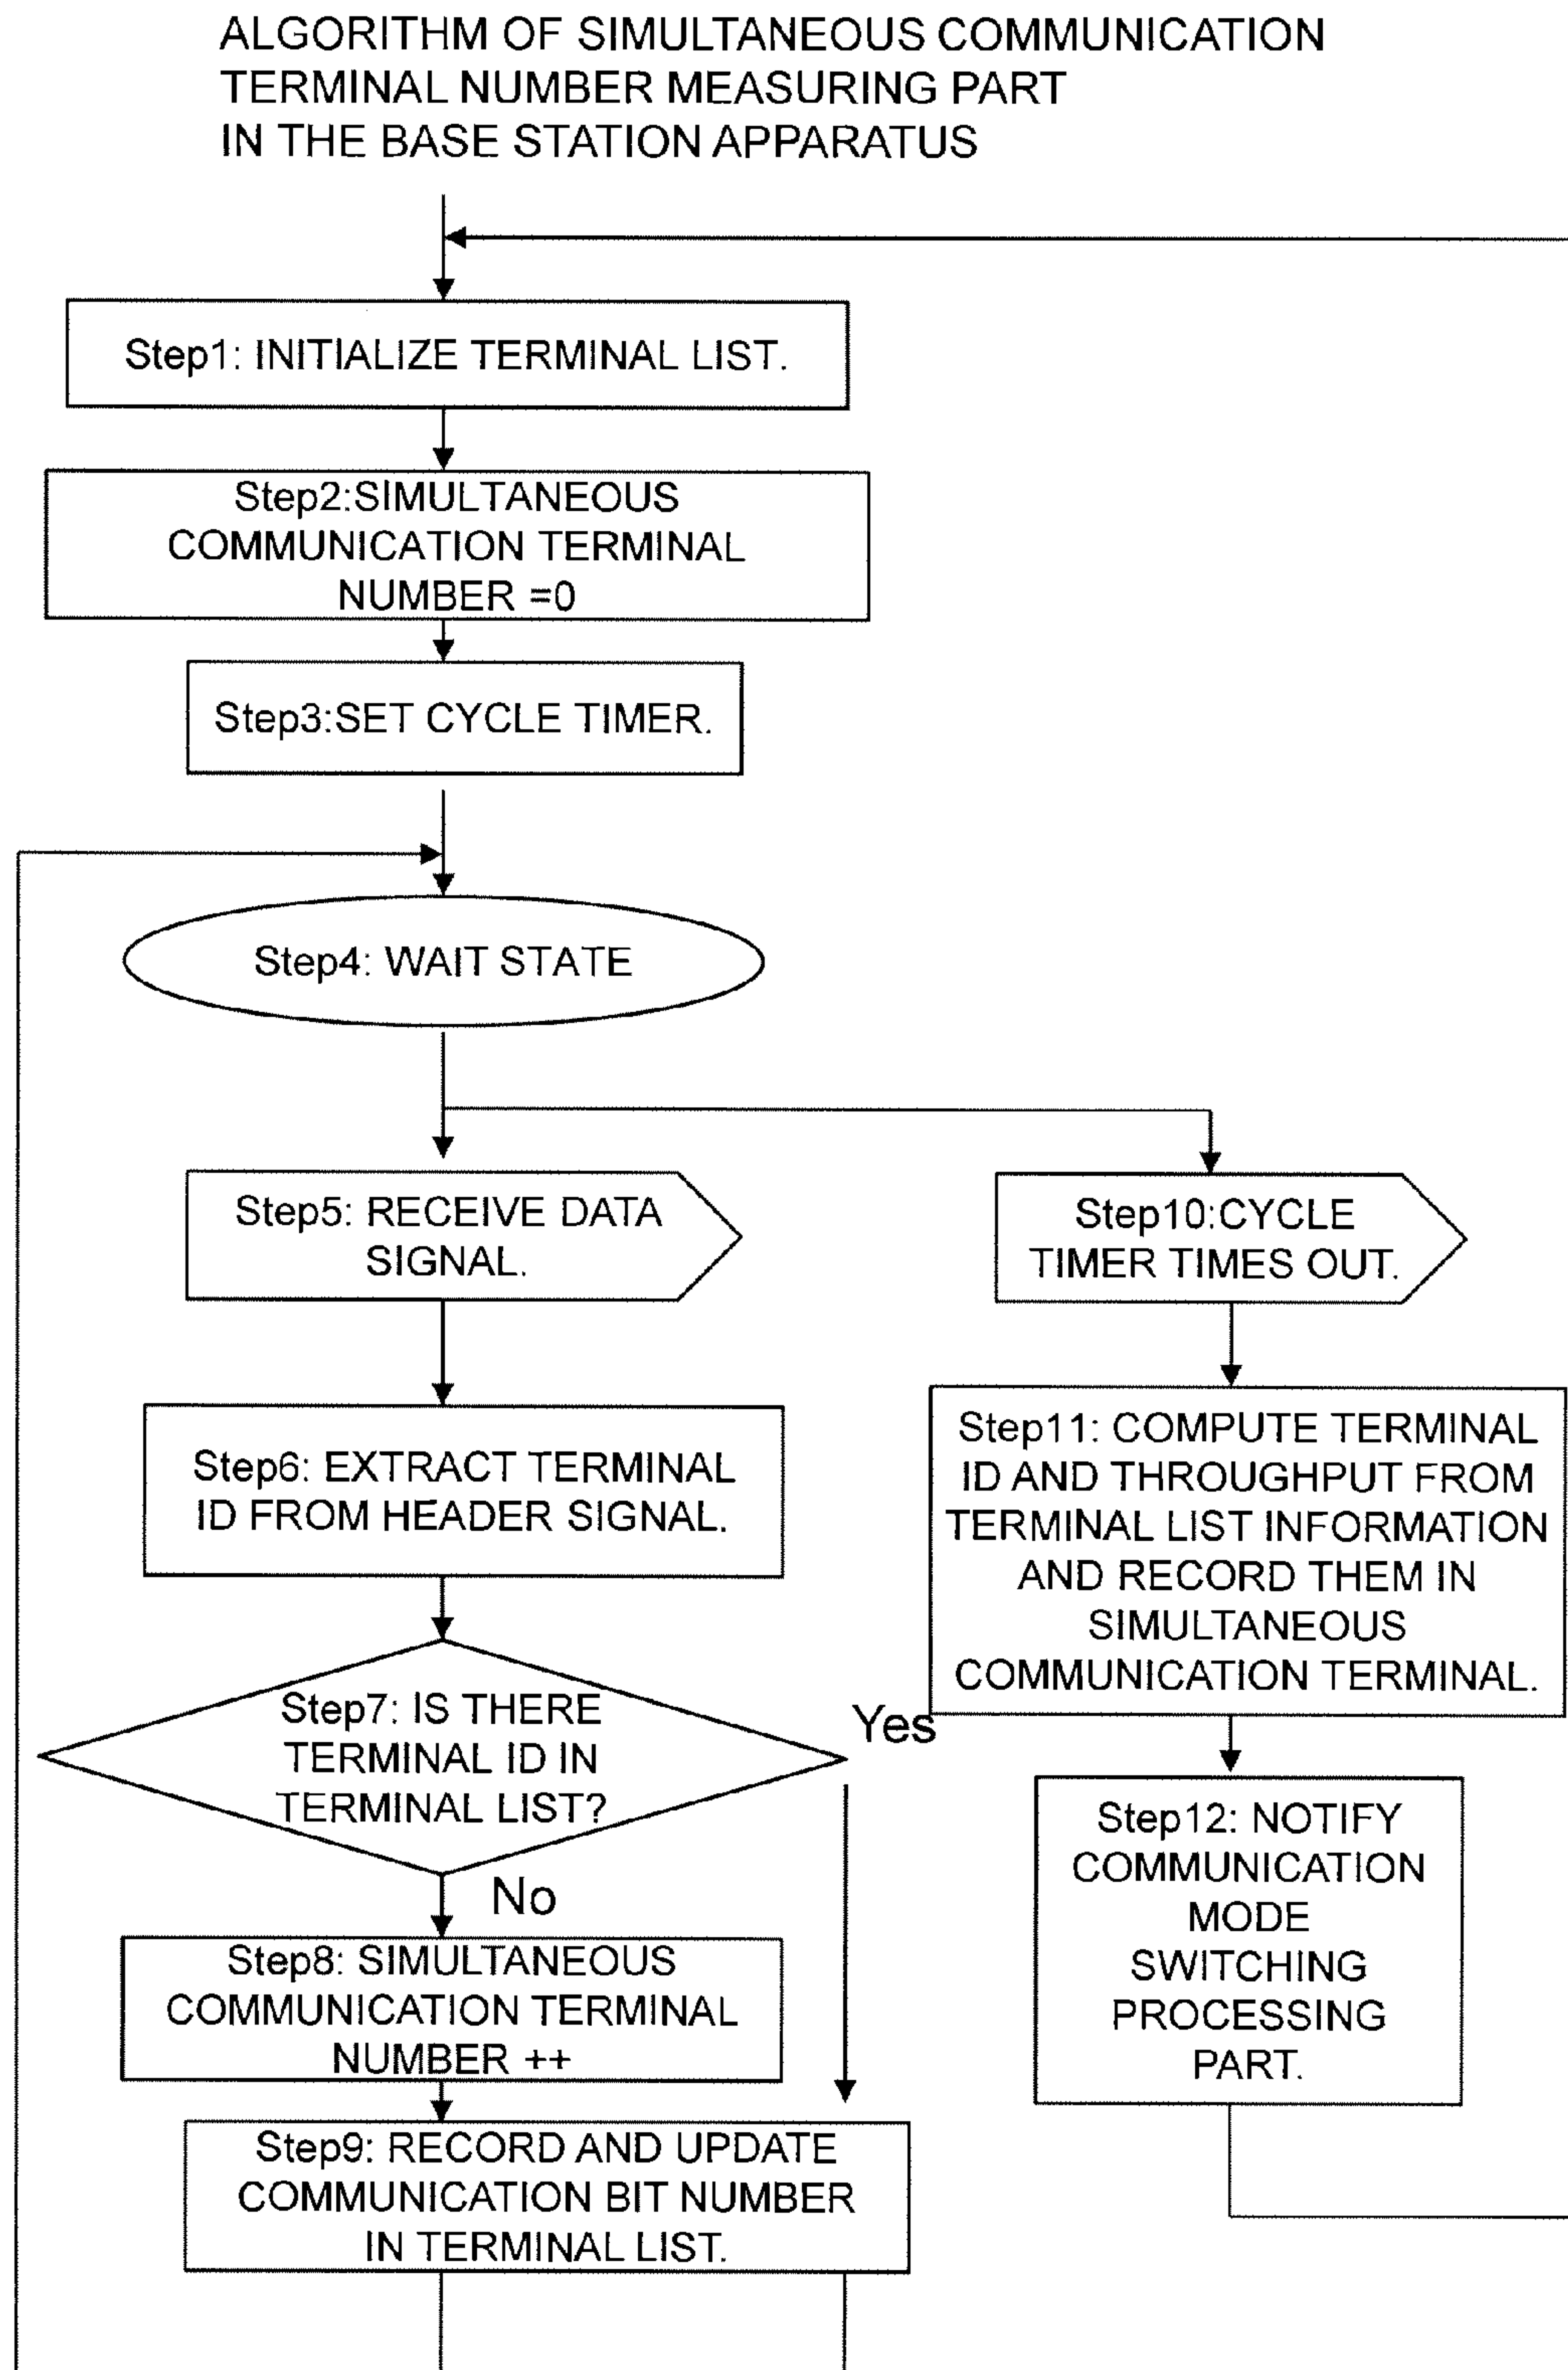 ALGORITHM OF SIMULTANEOUS COMMUNICATION
TERMINAL NUMBER MEASURING PART
IN THE BASE STATION APPARATUS
Step1: INITIALIZE TERMINAL LIST.
Step2:SIMULTANEOUS
COMMUNICATION TERMINAL
NUMBER =0
Step3:SET CYCLE TIMER.
Step4: WAIT STATE
Step5: RECEIVE DATA
SIGNAL.
Step6: EXTRACT TERMINAL
ID FROM HEADER SIGNAL.
Step7: IS THERE
TERMINAL ID IN
TERMINAL LIST?
Yes
No
Step8: SIMULTANEOUS
COMMUNICATION TERMINAL
NUMBER ++
Step9: RECORD AND UPDATE
COMMUNICATION BIT NUMBER
IN TERMINAL LIST.
Step10:CYCLE
TIMER TIMES OUT.
Step11: COMPUTE TERMINAL
ID AND THROUGHPUT FROM
TERMINAL LIST INFORMATION
AND RECORD THEM IN
SIMULTANEOUS
COMMUNICATION TERMINAL.
Step12: NOTIFY
COMMUNICATION
MODE
SWITCHING
PROCESSING
PART.